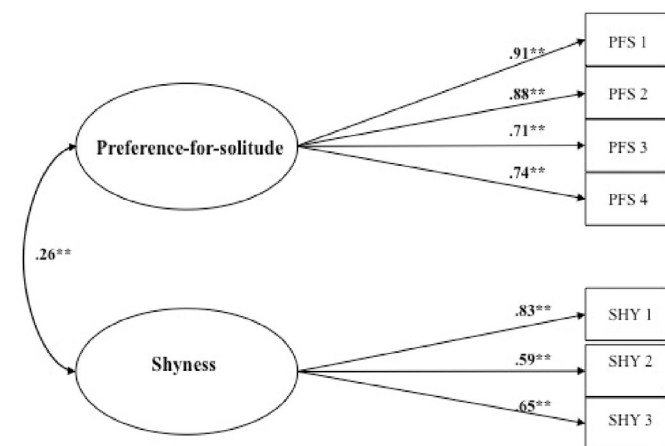 PFS 1
.91**
.88**
PFS 2
.71**
Preference-for-solitude
PFS 3
.74**
PFS 4
.26**
.83**
SHY 1
.59**
SHY 2
Shyness
.65**
SHY 3